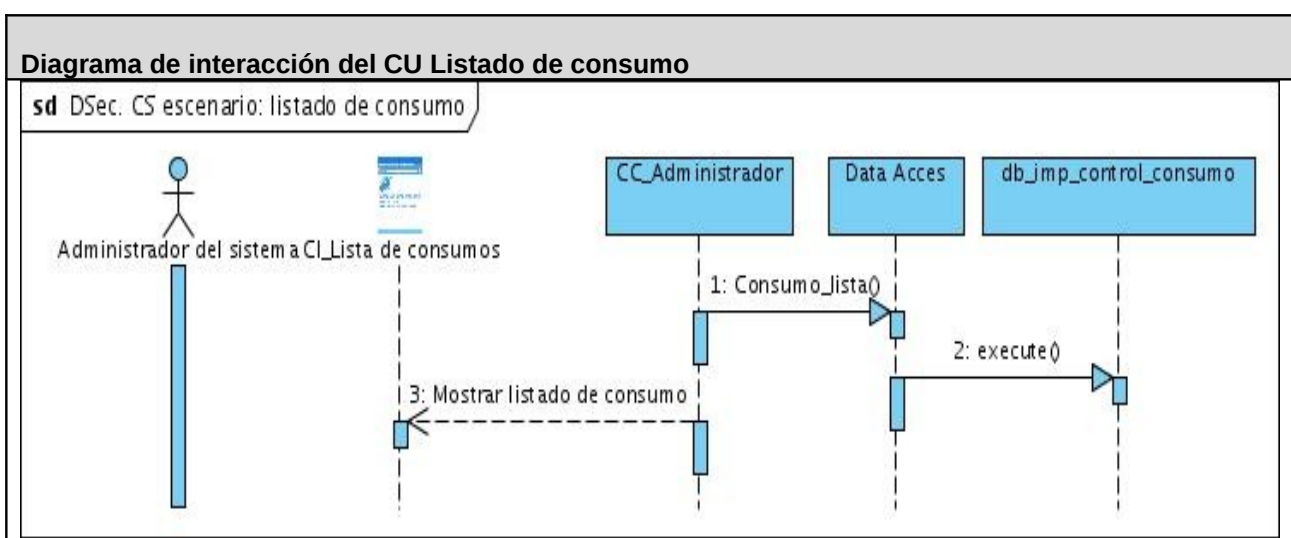 Diagrama de interacción del CU Listado de consumo
sd DSec. CS escenario: listado de consumo
CC_Administrador
Data Acces
db_imp_control_consumo
Administrador del sistema
CI_Lista de consumos
1: Consumo_lista()
2: execute()
3: Mostrar listado de consumo